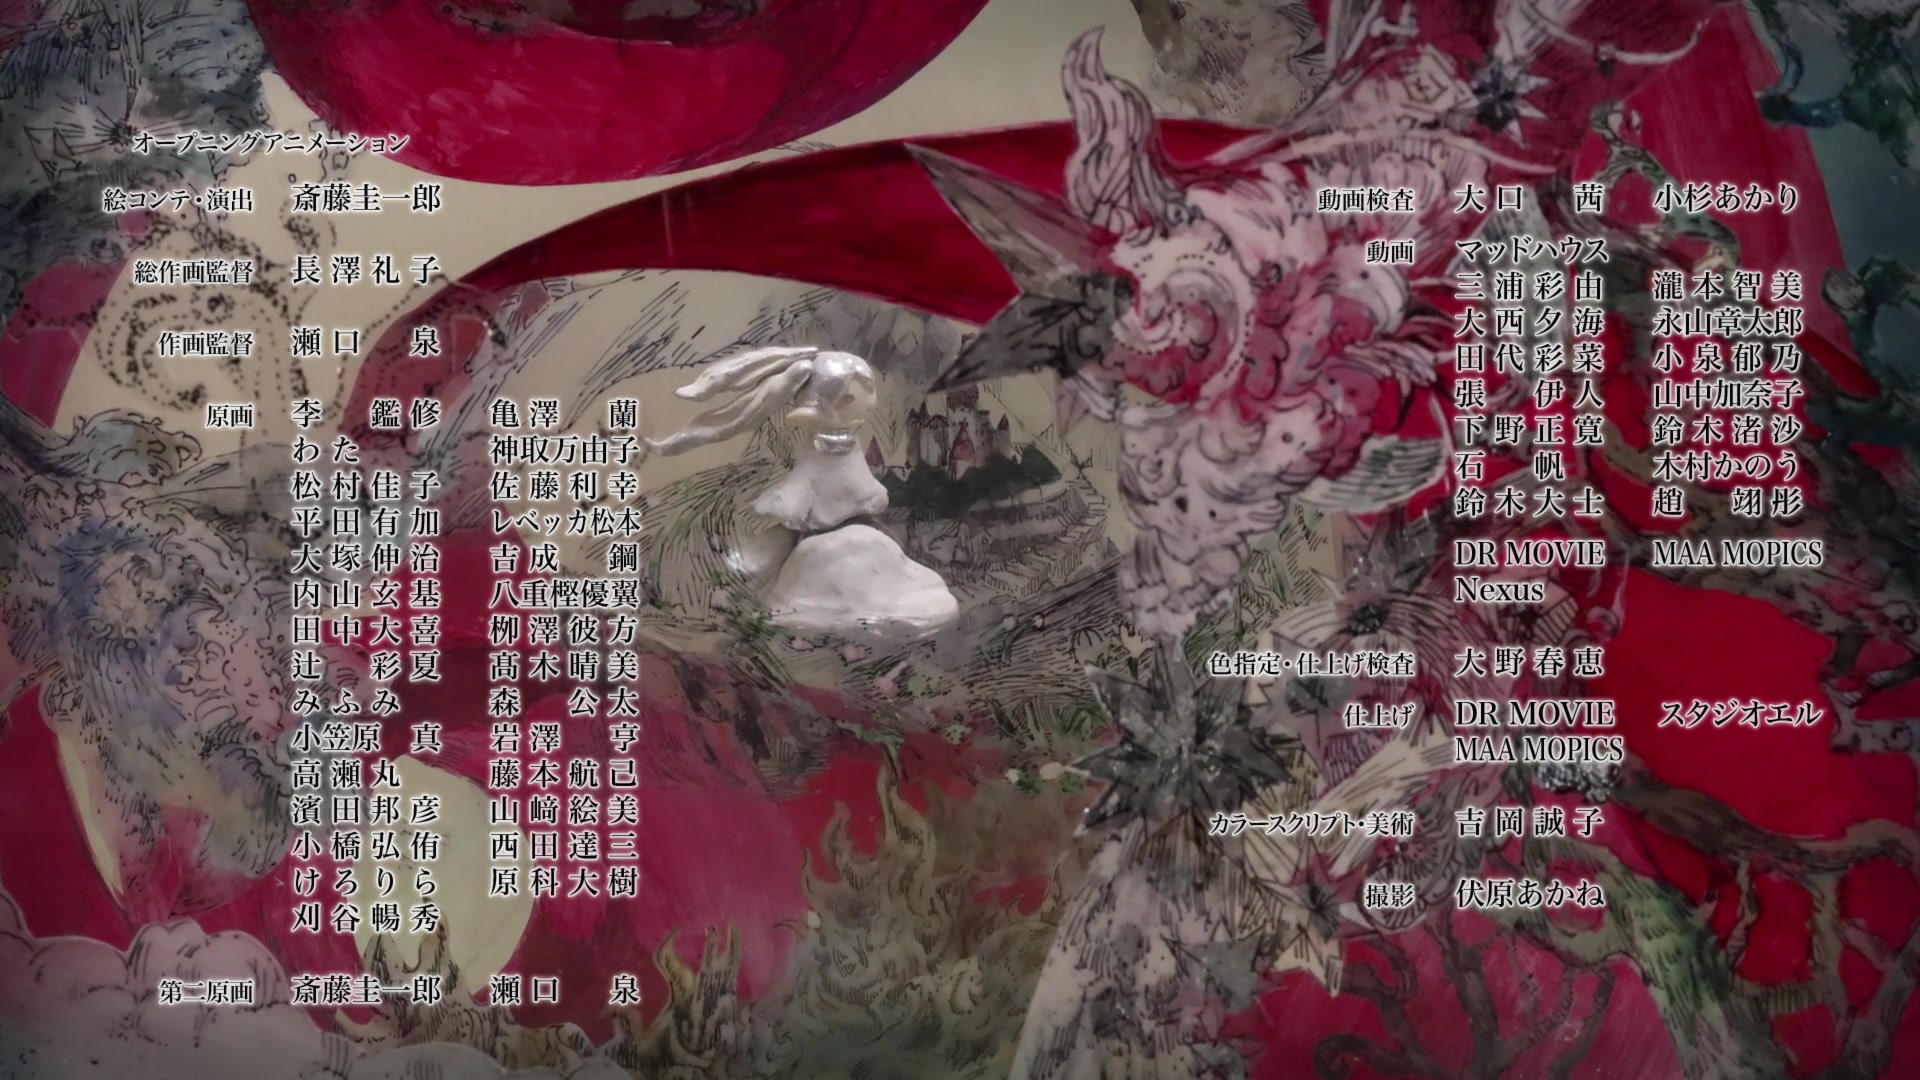 オープニングアニメーション
絵コンテ・演出 斎藤圭一郎
総作画監督 長澤礼子
作画監督 瀬口 泉
原画 李 鑑修 亀澤 蘭
わた 神取万由子
松村佳子 佐藤利幸
平田有加 レベッカ松本
大塚伸治 吉成 鋼
内山玄基 八重樫優翼
田中大喜 柳澤彼方
辻 彩夏 髙木晴美
みふみ 森 公太
小笠原 真 岩澤 亨
高瀬丸 藤本航己
濱田邦彦 山﨑絵美
小橋弘侑 西田達三
けろりら 原科大樹
刈谷暢秀
第二原画 斎藤圭一郎 瀬口 泉
動画検査 大口 茜 小杉あかり
動画 マッドハウス
三浦彩由 瀧本智美
大西夕海 永山章太郎
田代彩菜 小泉郁乃
張 伊人 山中加奈子
下野正寛 鈴木渚沙
石 帆 木村かのう
鈴木大士 趙 翊彤
DR MOVIE MAA MOPICS
Nexus
色指定・仕上げ検査 大野春恵
仕上げ DR MOVIE スタジオエル
MAA MOPICS
カラースクリプト・美術 吉岡誠子
撮影 伏原あかね